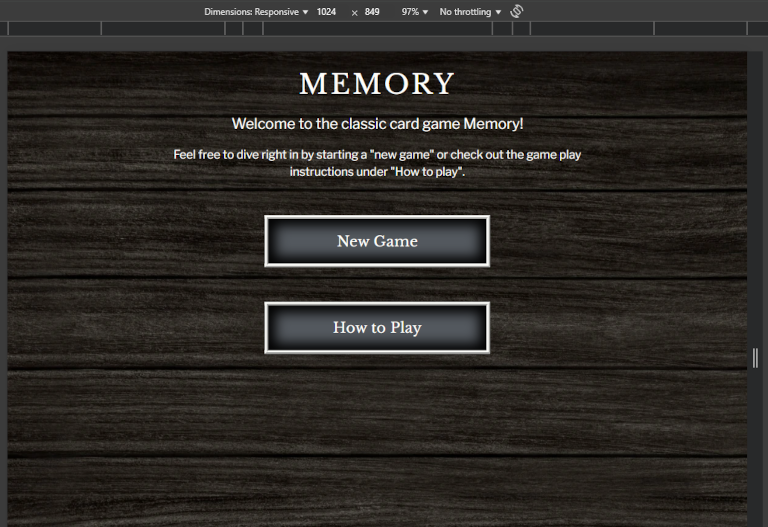 Dimensions: Responsive ▼ 1024 × 849 97% ▼ No throttling ▼
MEMORY
Welcome to the classic card game Memory!
Feel free to dive right in by starting a "new game" or check out the game play
instructions under "How to play".
New Game
How to Play